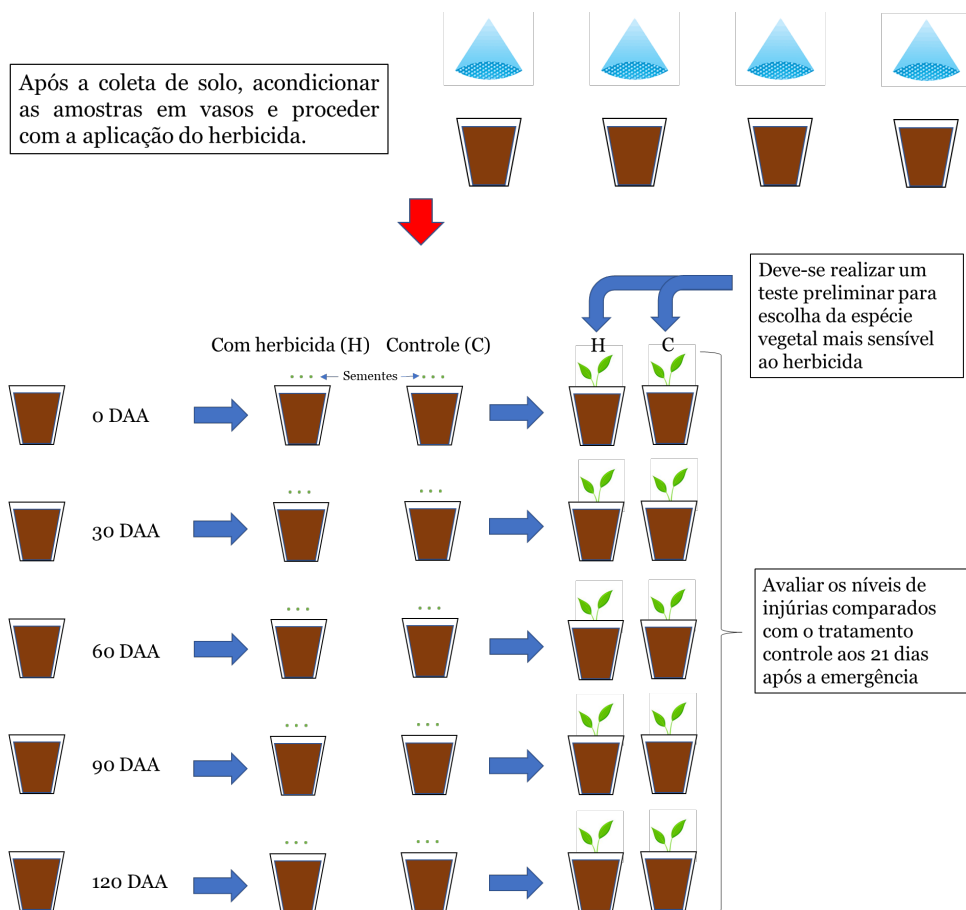 Após a coleta de solo, acondicionar
as amostras em vasos e proceder
com a aplicação do herbicida.
Deve-se realizar um
teste preliminar para
escolha da espécie
vegetal mais sensível
ao herbicida
Com herbicida (H) Controle (C)
H C
Sementes
0 DAA
30 DAA
60 DAA
90 DAA
120 DAA
Avaliar os níveis de
injúrias comparados
com o tratamento
controle aos 21 dias
após a emergência